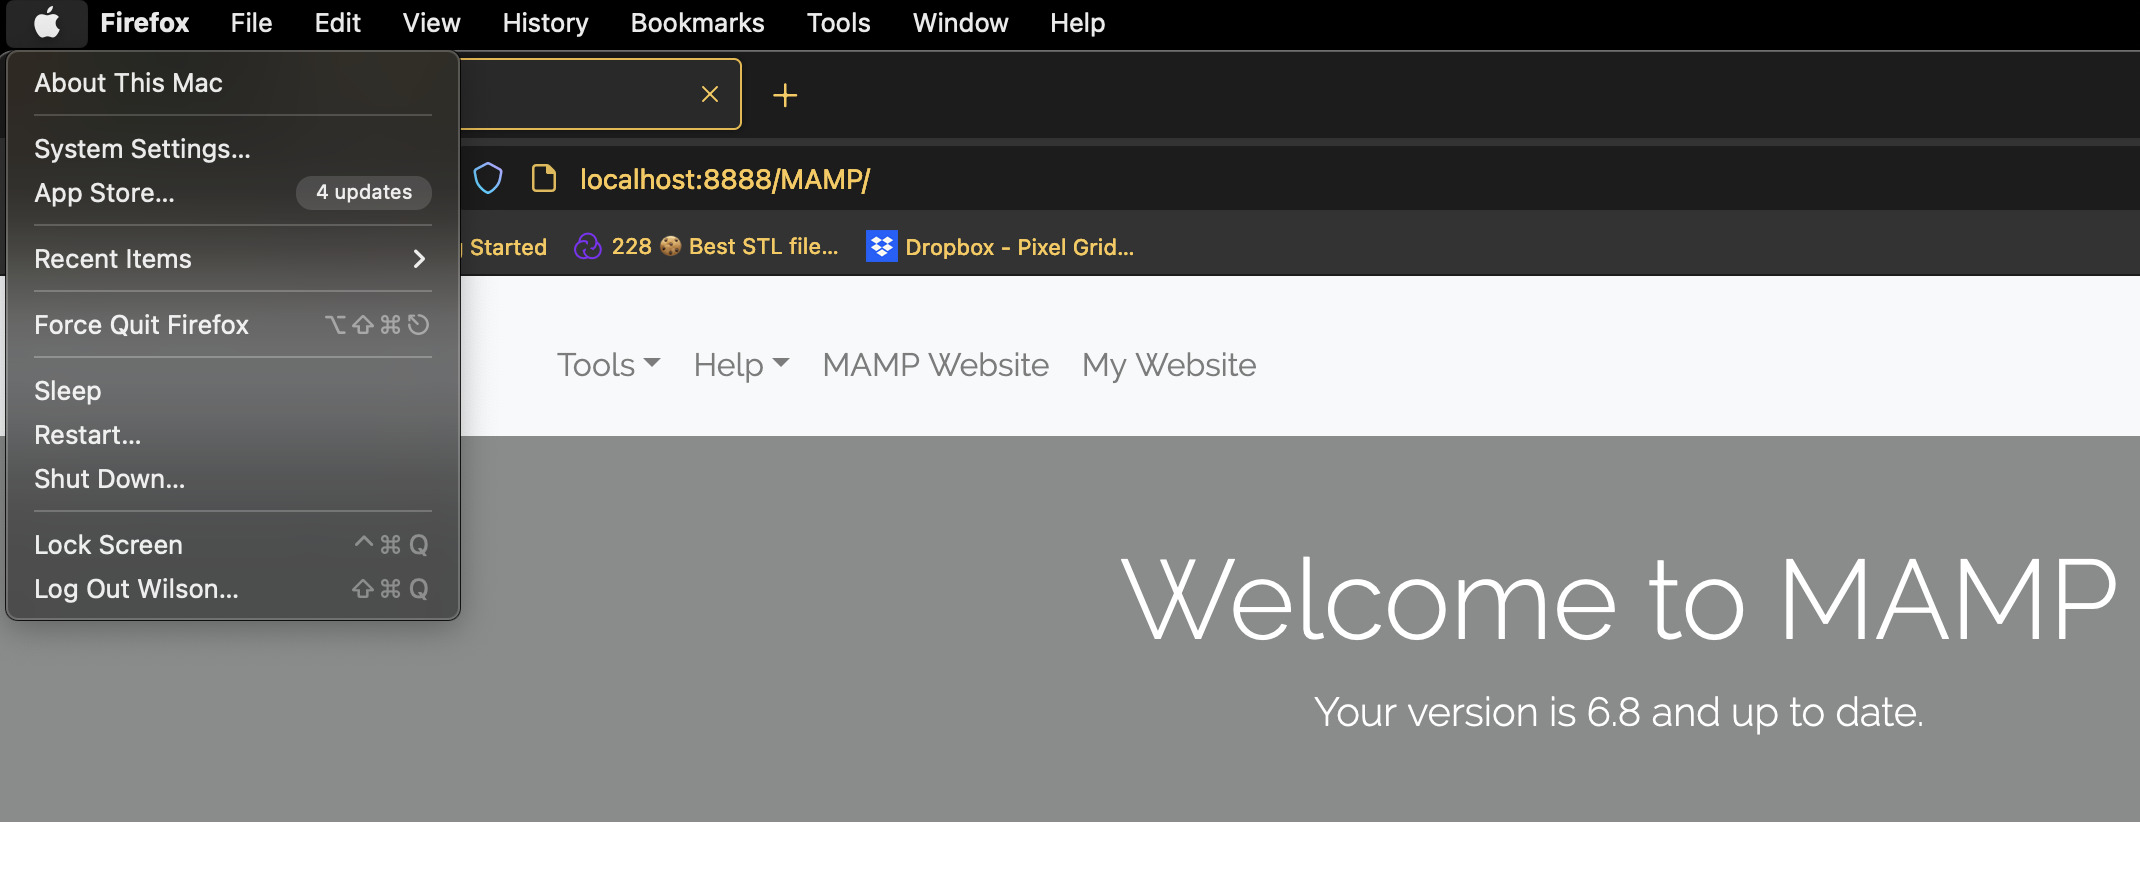 Firefox File Edit View History Bookmarks Tools Window Help
About This Mac
System Settings...
App Store... 4 updates
Recent Items
Force Quit Firefox ⌥⇧⌘⎋
Sleep
Restart...
Shut Down...
Lock Screen ^⌘Q
Log Out Wilson... ⇧⌘Q
localhost:8888/MAMP/
Started 228 🍪 Best STL file... Dropbox - Pixel Grid...
Tools Help MAMP Website My Website
Welcome to MAMP
Your version is 6.8 and up to date.